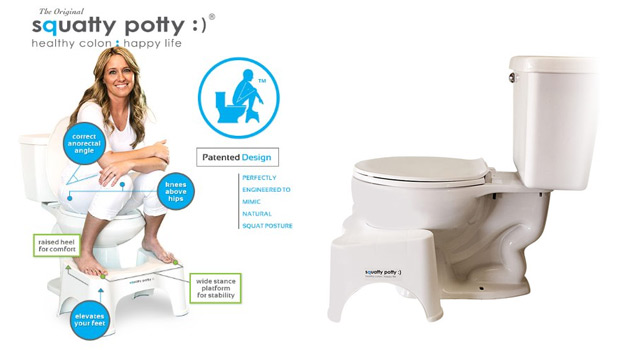 The Original
squatty potty :)®
healthy colon : happy life
TM
correct
anorectal
angle
Patented Design
knees
above
hips
PERFECTLY
ENGINEERED TO
MIMIC
NATURAL
SQUAT POSTURE
raised heel
for comfort
wide stance
platform
for stability
elevates
your feet
squatty potty :)